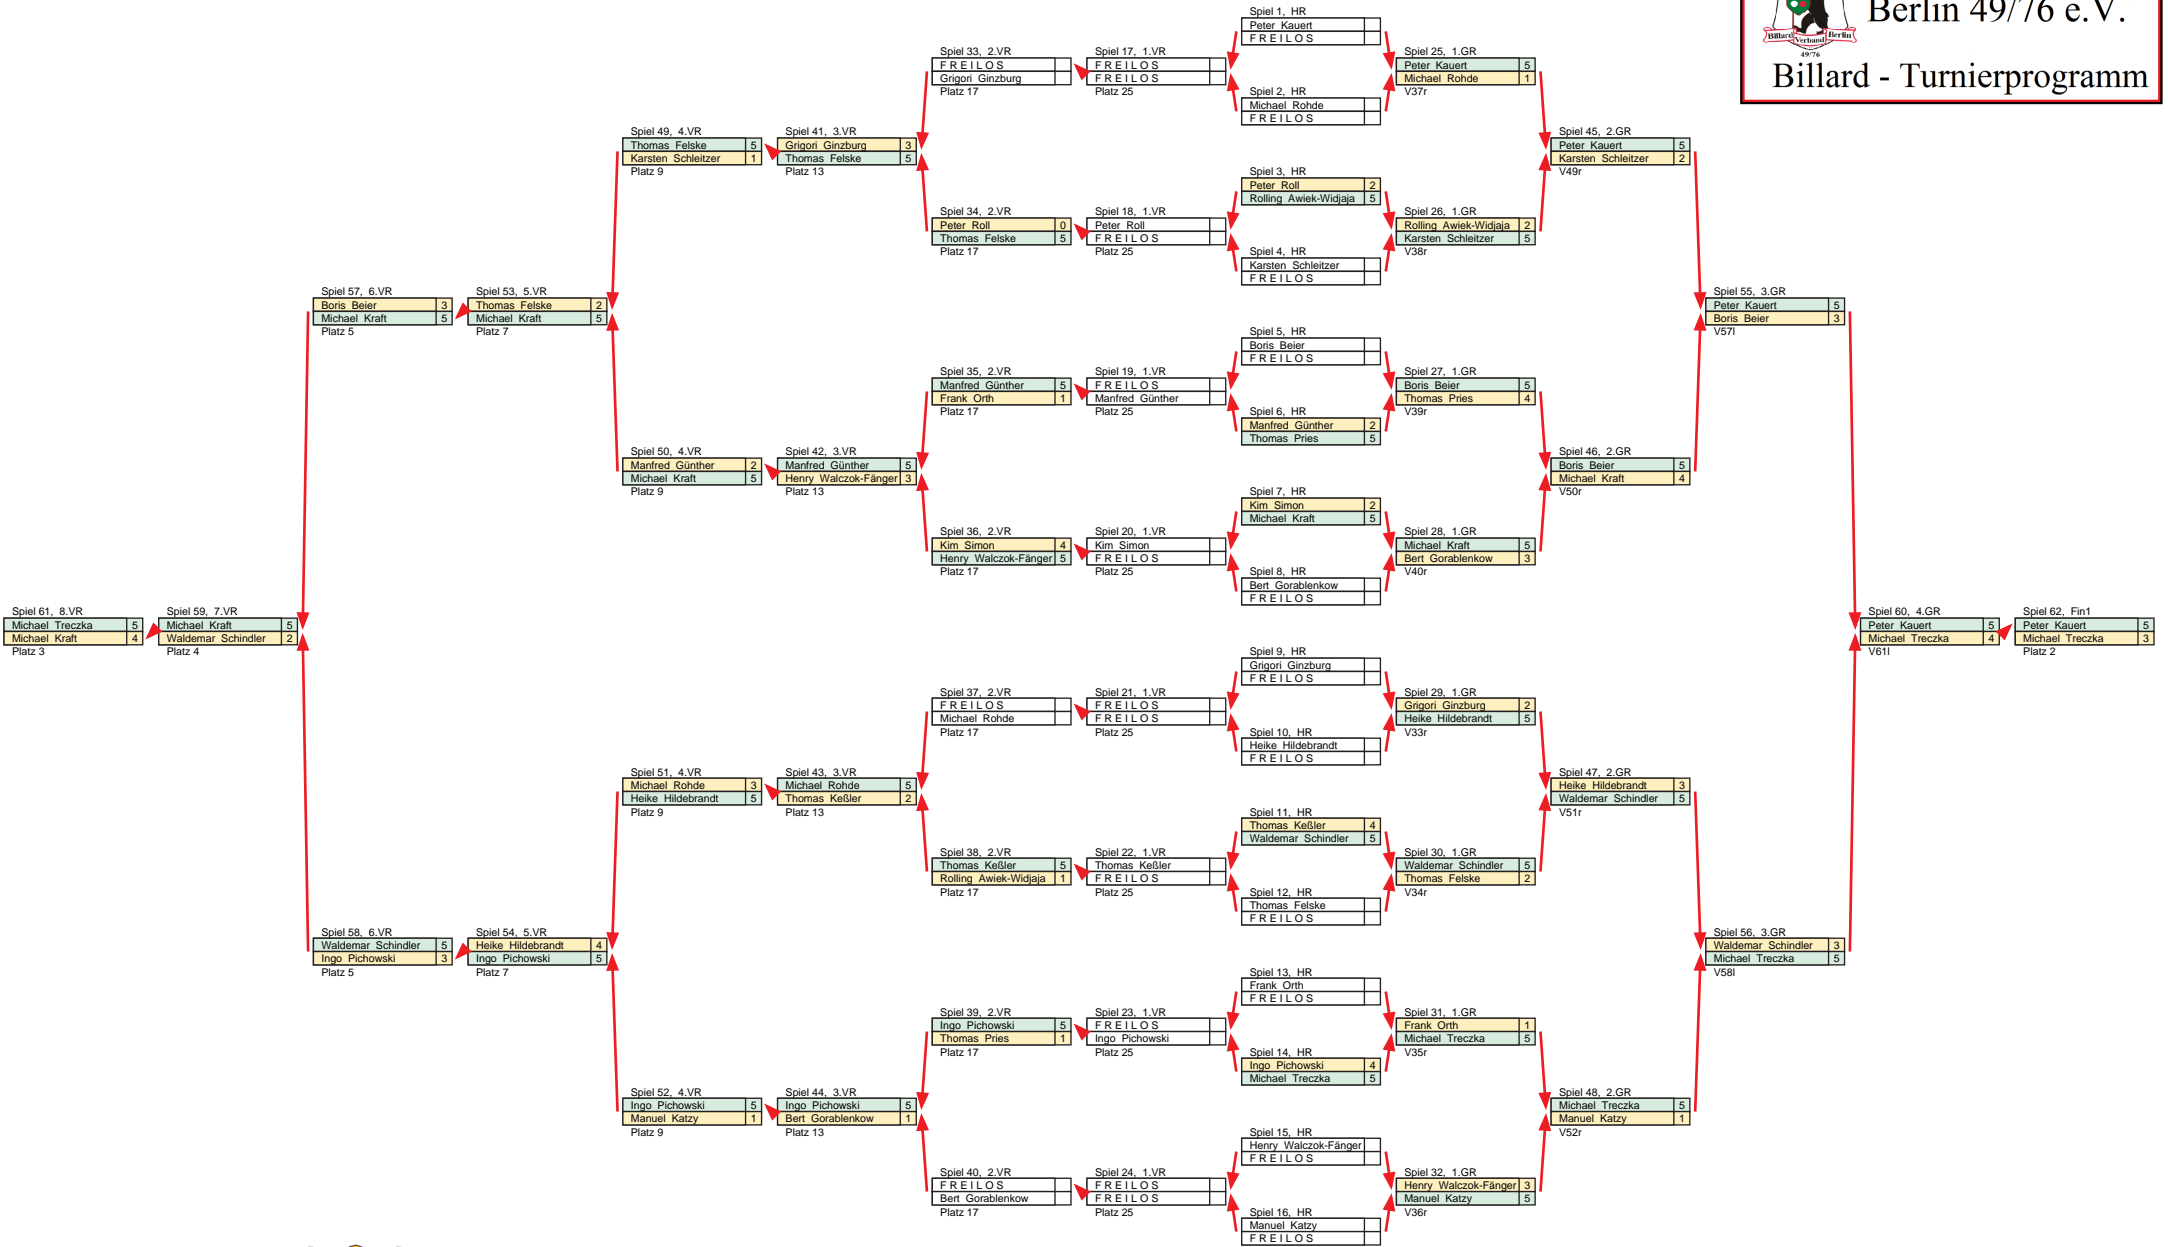 Berlin 49/76 e.V.
Billard Verband Berlin
49/76
Billard - Turnierprogramm
Spiel 61, 8.VR
Michael Treczka 5
Michael Kraft 4
Platz 3
Spiel 59, 7.VR
Michael Kraft 5
Waldemar Schindler 2
Platz 4
Spiel 57, 6.VR
Boris Beier 3
Michael Kraft 5
Platz 5
Spiel 58, 6.VR
Waldemar Schindler 5
Ingo Pichowski 3
Platz 5
Spiel 53, 5.VR
Thomas Felske 2
Michael Kraft 5
Platz 7
Spiel 54, 5.VR
Heike Hildebrandt 4
Ingo Pichowski 5
Platz 7
Spiel 49, 4.VR
Thomas Felske 5
Karsten Schleitzer 1
Platz 9
Spiel 50, 4.VR
Manfred Günther 2
Michael Kraft 5
Platz 9
Spiel 51, 4.VR
Michael Rohde 3
Heike Hildebrandt 5
Platz 9
Spiel 52, 4.VR
Ingo Pichowski 5
Manuel Katzy 1
Platz 9
Spiel 41, 3.VR
Grigori Ginzburg 3
Thomas Felske 5
Platz 13
Spiel 42, 3.VR
Manfred Günther 5
Henry Walczok-Fänger 3
Platz 13
Spiel 43, 3.VR
Michael Rohde 5
Thomas Keßler 2
Platz 13
Spiel 44, 3.VR
Ingo Pichowski 5
Bert Gorablenkow 1
Platz 13
Spiel 33, 2.VR
F R E I L O S
Grigori Ginzburg
Platz 17
Spiel 34, 2.VR
Peter Roll 0
Thomas Felske 5
Platz 17
Spiel 35, 2.VR
Manfred Günther 5
Frank Orth 1
Platz 17
Spiel 36, 2.VR
Kim Simon 4
Henry Walczok-Fänger 5
Platz 17
Spiel 37, 2.VR
F R E I L O S
Michael Rohde
Platz 17
Spiel 38, 2.VR
Thomas Keßler 5
Rolling Awiek-Widjaja 1
Platz 17
Spiel 39, 2.VR
Ingo Pichowski 5
Thomas Pries 1
Platz 17
Spiel 40, 2.VR
F R E I L O S
Bert Gorablenkow
Platz 17
Spiel 17, 1.VR
F R E I L O S
F R E I L O S
Platz 25
Spiel 18, 1.VR
Peter Roll
F R E I L O S
Platz 25
Spiel 19, 1.VR
F R E I L O S
Manfred Günther
Platz 25
Spiel 20, 1.VR
Kim Simon
F R E I L O S
Platz 25
Spiel 21, 1.VR
F R E I L O S
F R E I L O S
Platz 25
Spiel 22, 1.VR
Thomas Keßler
F R E I L O S
Platz 25
Spiel 23, 1.VR
F R E I L O S
Ingo Pichowski
Platz 25
Spiel 24, 1.VR
F R E I L O S
F R E I L O S
Platz 25
Spiel 1, HR
Peter Kauert
F R E I L O S
Spiel 2, HR
Michael Rohde
F R E I L O S
Spiel 3, HR
Peter Roll 2
Rolling Awiek-Widjaja 5
Spiel 4, HR
Karsten Schleitzer
F R E I L O S
Spiel 5, HR
Boris Beier
F R E I L O S
Spiel 6, HR
Manfred Günther 2
Thomas Pries 5
Spiel 7, HR
Kim Simon 2
Michael Kraft 5
Spiel 8, HR
Bert Gorablenkow
F R E I L O S
Spiel 9, HR
Grigori Ginzburg
F R E I L O S
Spiel 10, HR
Heike Hildebrandt
F R E I L O S
Spiel 11, HR
Thomas Keßler 4
Waldemar Schindler 5
Spiel 12, HR
Thomas Felske
F R E I L O S
Spiel 13, HR
Frank Orth
F R E I L O S
Spiel 14, HR
Ingo Pichowski 4
Michael Treczka 5
Spiel 15, HR
Henry Walczok-Fänger
F R E I L O S
Spiel 16, HR
Manuel Katzy
F R E I L O S
Spiel 25, 1.GR
Peter Kauert 5
Michael Rohde 1
V37r
Spiel 26, 1.GR
Rolling Awiek-Widjaja 2
Karsten Schleitzer 5
V38r
Spiel 27, 1.GR
Boris Beier 5
Thomas Pries 4
V39r
Spiel 28, 1.GR
Michael Kraft 5
Bert Gorablenkow 3
V40r
Spiel 29, 1.GR
Grigori Ginzburg 2
Heike Hildebrandt 5
V33r
Spiel 30, 1.GR
Waldemar Schindler 5
Thomas Felske 2
V34r
Spiel 31, 1.GR
Frank Orth 1
Michael Treczka 5
V35r
Spiel 32, 1.GR
Henry Walczok-Fänger 3
Manuel Katzy 5
V36r
Spiel 45, 2.GR
Peter Kauert 5
Karsten Schleitzer 2
V49r
Spiel 46, 2.GR
Boris Beier 5
Michael Kraft 4
V50r
Spiel 47, 2.GR
Heike Hildebrandt 3
Waldemar Schindler 5
V51r
Spiel 48, 2.GR
Michael Treczka 5
Manuel Katzy 1
V52r
Spiel 55, 3.GR
Peter Kauert 5
Boris Beier 3
V57l
Spiel 56, 3.GR
Waldemar Schindler 3
Michael Treczka 5
V58l
Spiel 60, 4.GR
Peter Kauert 5
Michael Treczka 4
V61l
Spiel 62, Fin1
Peter Kauert 5
Michael Treczka 3
Platz 2